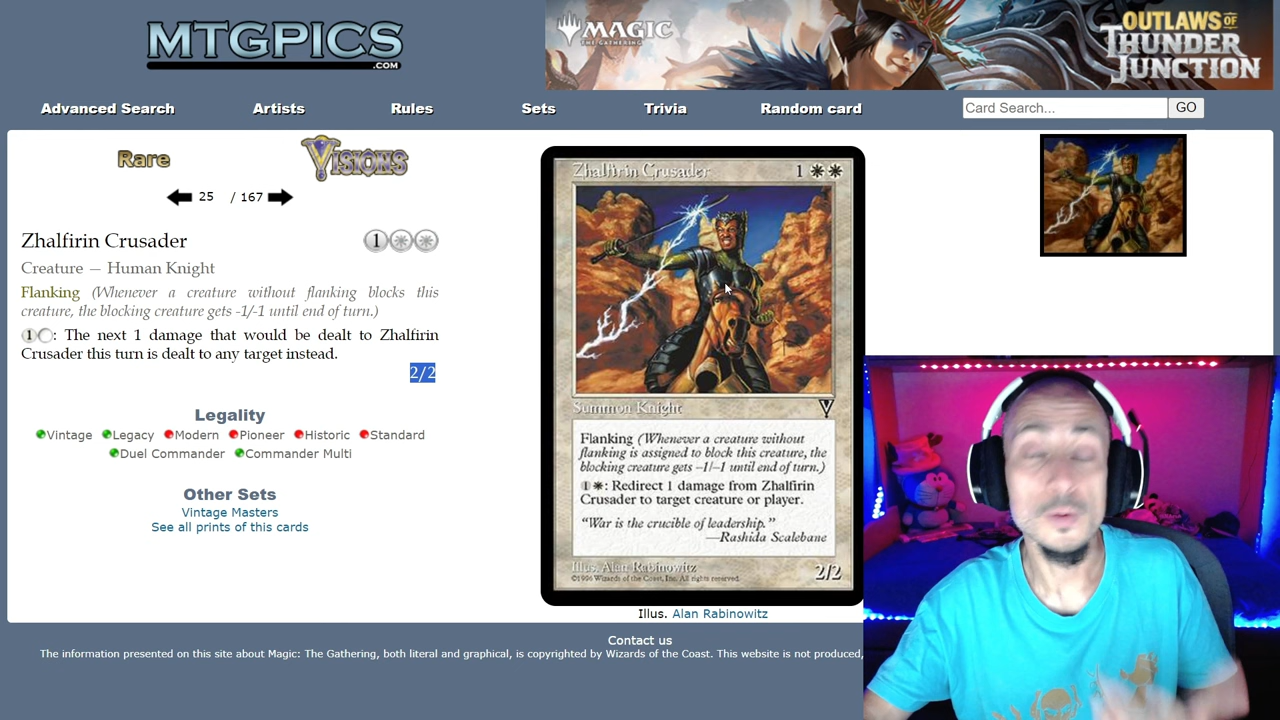 MTGPICS
.COM
MAGIC
THE GATHERING
OUTLAWS OF
THUNDER
JUNCTION
Advanced Search
Artists
Rules
Sets
Trivia
Random card
Card Search...
GO
Rare
VISIONS
25 / 167
Zhalfirin Crusader
1
Creature — Human Knight
Flanking (Whenever a creature without flanking blocks this
creature, the blocking creature gets -1/-1 until end of turn.)
1: The next 1 damage that would be dealt to Zhalfirin
Crusader this turn is dealt to any target instead.
2/2
Legality
Vintage Legacy Modern Pioneer Historic Standard
Duel Commander Commander Multi
Other Sets
Vintage Masters
See all prints of this cards
Zhalfirin Crusader 1
Summon Knight
V
Flanking (Whenever a creature without
flanking is assigned to block this creature, the
blocking creature gets –1/–1 until end of turn.)
1: Redirect 1 damage from Zhalfirin
Crusader to target creature or player.
“War is the crucible of leadership.”
—Rashida Scalebane
Illus. Alan Rabinowitz
©1996 Wizards of the Coast, Inc. All rights reserved.
2/2
Illus. Alan Rabinowitz
Contact us
The information presented on this site about Magic: The Gathering, both literal and graphical, is copyrighted by Wizards of the Coast. This website is not produced,